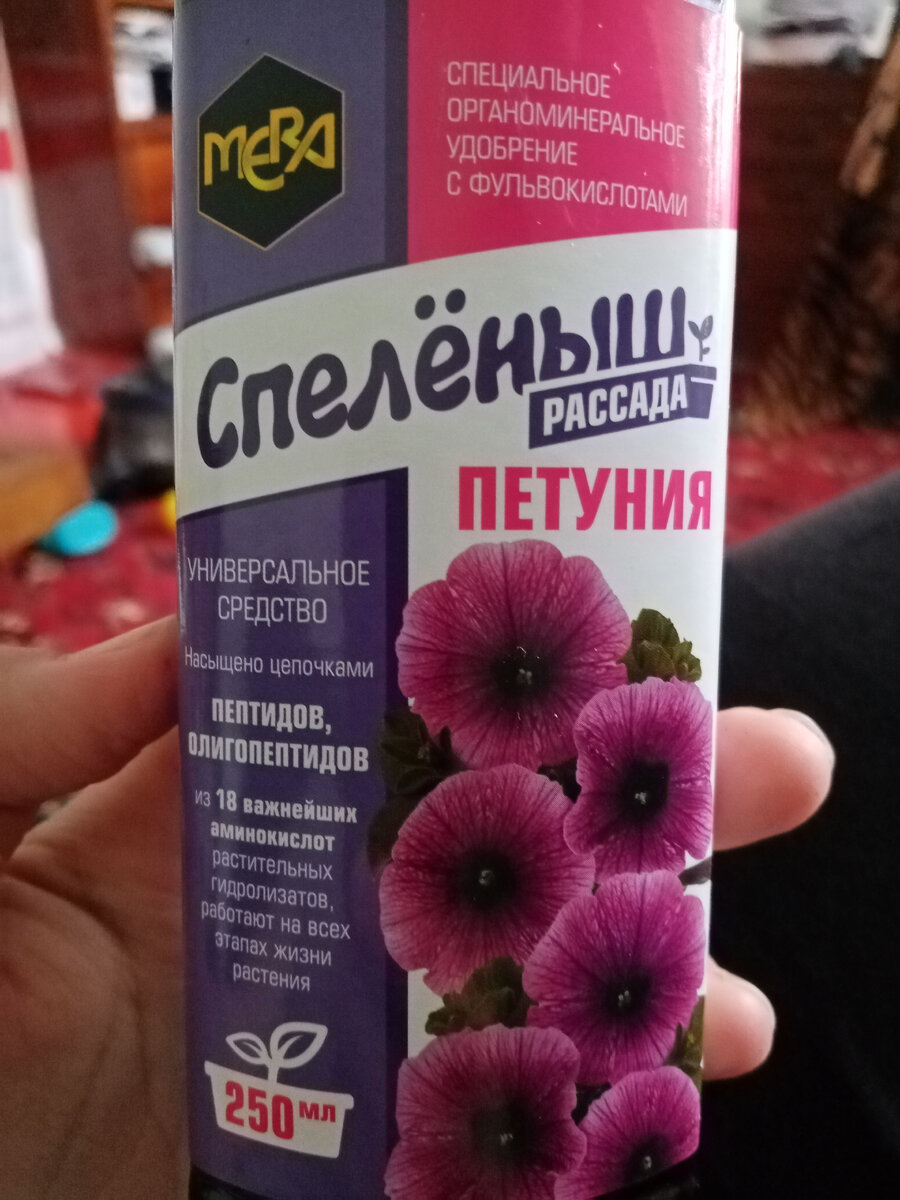 МЕРА
СПЕЦИАЛЬНОЕ
ОРГАНОМИНЕРАЛЬНОЕ
УДОБРЕНИЕ
С ФУЛЬВОКИСЛОТАМИ
Спелёныш
РАССАДА
ПЕТУНИЯ
УНИВЕРСАЛЬНОЕ
СРЕДСТВО
Насыщено цепочками
ПЕПТИДОВ,
ОЛИГОПЕПТИДОВ
из 18 важнейших
аминокислот
растительных
гидролизатов,
работают на всех
этапах жизни
растения
250 МЛ